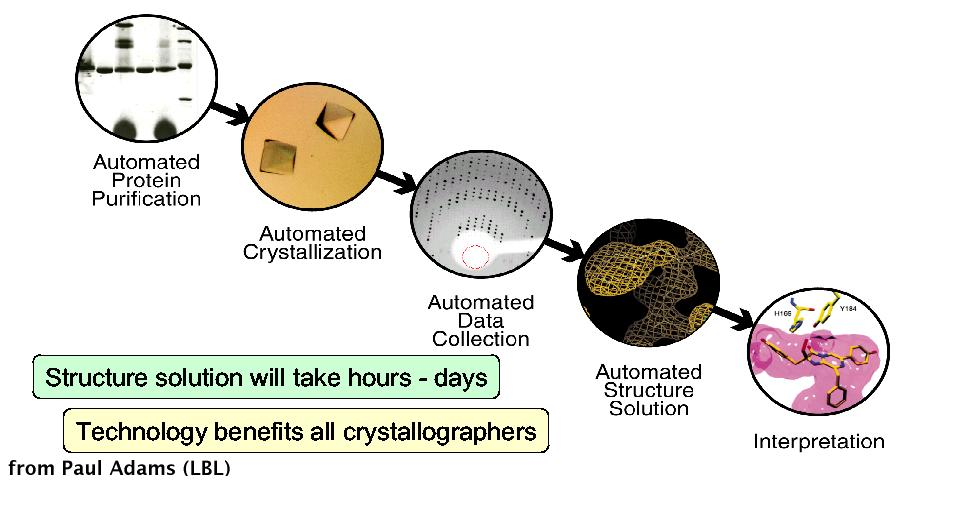 Automated
Protein
Purification
Automated
Crystallization
Automated
Data
Collection
Automated
Structure
Solution
H166
Y184
Interpretation
Structure solution will take hours - days
Technology benefits all crystallographers
from Paul Adams (LBL)